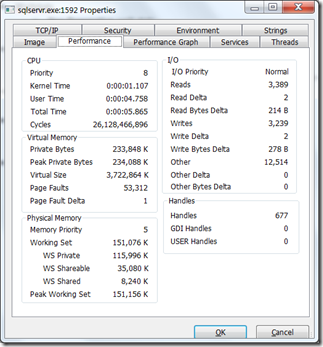 sqlservr.exe:1592 Properties
TCP/IP Security Environment Strings
Image Performance Performance Graph Services Threads
CPU
Priority 8
Kernel Time 0:00:01.107
User Time 0:00:04.758
Total Time 0:00:05.865
Cycles 26,128,466,896
Virtual Memory
Private Bytes 233,848 K
Peak Private Bytes 234,088 K
Virtual Size 3,722,864 K
Page Faults 53,312
Page Fault Delta 1
Physical Memory
Memory Priority 5
Working Set 151,076 K
WS Private 115,996 K
WS Shareable 35,080 K
WS Shared 8,240 K
Peak Working Set 151,156 K
I/O
I/O Priority Normal
Reads 3,389
Read Delta 2
Read Bytes Delta 214 B
Writes 3,239
Write Delta 2
Write Bytes Delta 278 B
Other 12,514
Other Delta 0
Other Bytes Delta 0
Handles
Handles 677
GDI Handles 0
USER Handles 0
OK Cancel